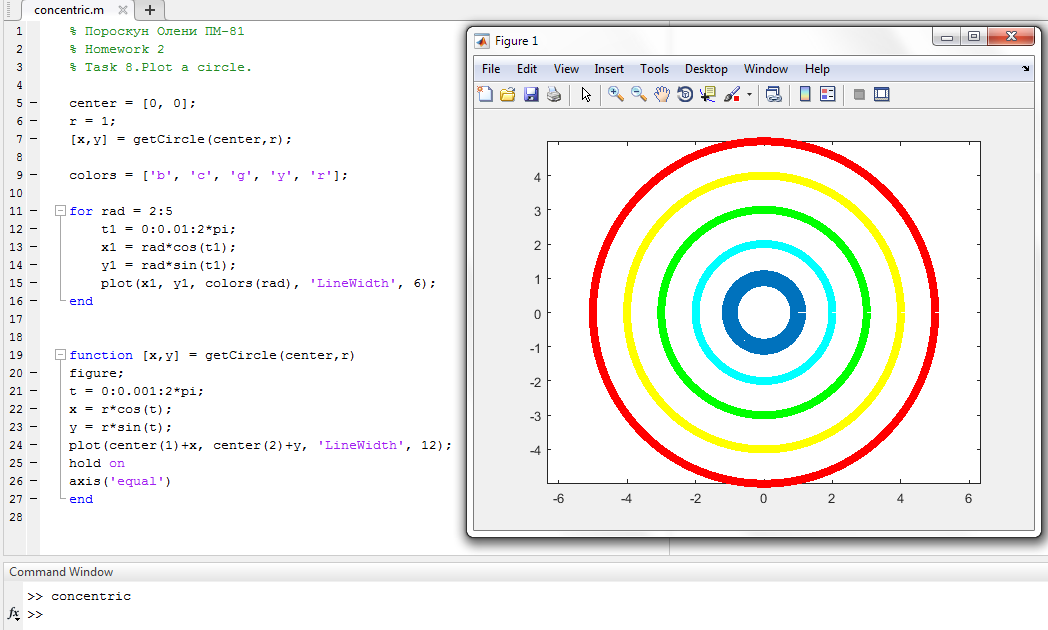 concentric.m
1 % Пороскун Олени ПМ-81
2 % Homework 2
3 % Task 8.Plot a circle.
4
5 center = [0, 0];
6 r = 1;
7 [x,y] = getCircle(center,r);
8
9 colors = ['b', 'c', 'g', 'y', 'r'];
10
11 for rad = 2:5
12 t1 = 0:0.01:2*pi;
13 x1 = rad*cos(t1);
14 y1 = rad*sin(t1);
15 plot(x1, y1, colors(rad), 'LineWidth', 6);
16 end
17
18
19 function [x,y] = getCircle(center,r)
20 figure;
21 t = 0:0.001:2*pi;
22 x = r*cos(t);
23 y = r*sin(t);
24 plot(center(1)+x, center(2)+y, 'LineWidth', 12);
25 hold on
26 axis('equal')
27 end
28
Figure 1
File Edit View Insert Tools Desktop Window Help
4
3
2
1
0
-1
-2
-3
-4
-6 -4 -2 0 2 4 6
Command Window
>> concentric
fx >>